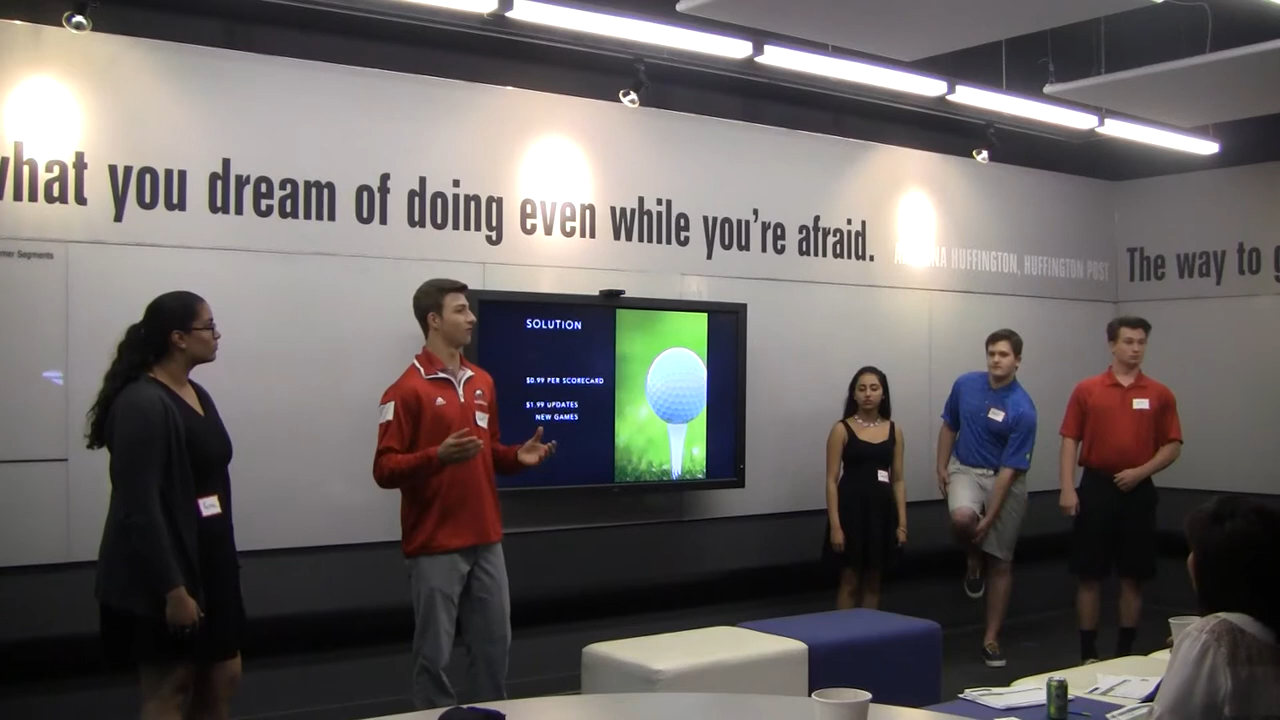 what you dream of doing even while you're afraid.
HUFFINGTON, HUFFINGTON POST
The way to
Segments
SOLUTION
$0.99 PER SCORECARD
$1.99 UPDATES
NEW GAMES